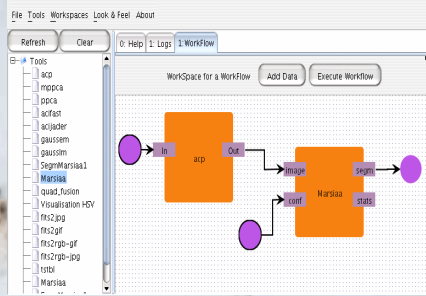 File Tools Workspaces Look & Feel About
Refresh Clear
0: Help 1: Logs 1:WorkFlow
Tools
acp
mppca
ppca
acifast
acijader
gaussem
gausslm
SegmMarsiaa1
Marsiaa
quad_fusion
Visualisation HSV
fits2jpg
fits2gif
fits2rgb-gif
fits2rgb-jpg
tstbl
Marsiaa
WorkSpace for a WorkFlow Add Data Execute Workflow
In acp Out
image segm
Marsiaa
conf stats